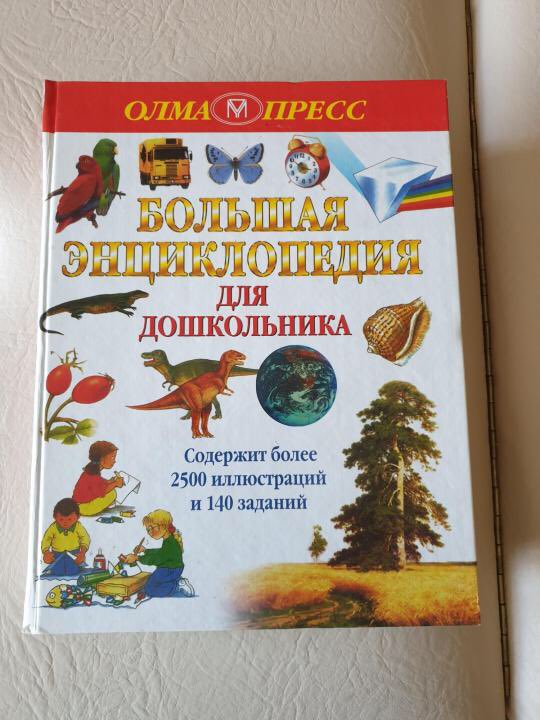 ОЛМА ПРЕСС
БОЛЬШАЯ
ЭНЦИКЛОПЕДИЯ
ДЛЯ
ДОШКОЛЬНИКА
Содержит более
2500 иллюстраций
и 140 заданий